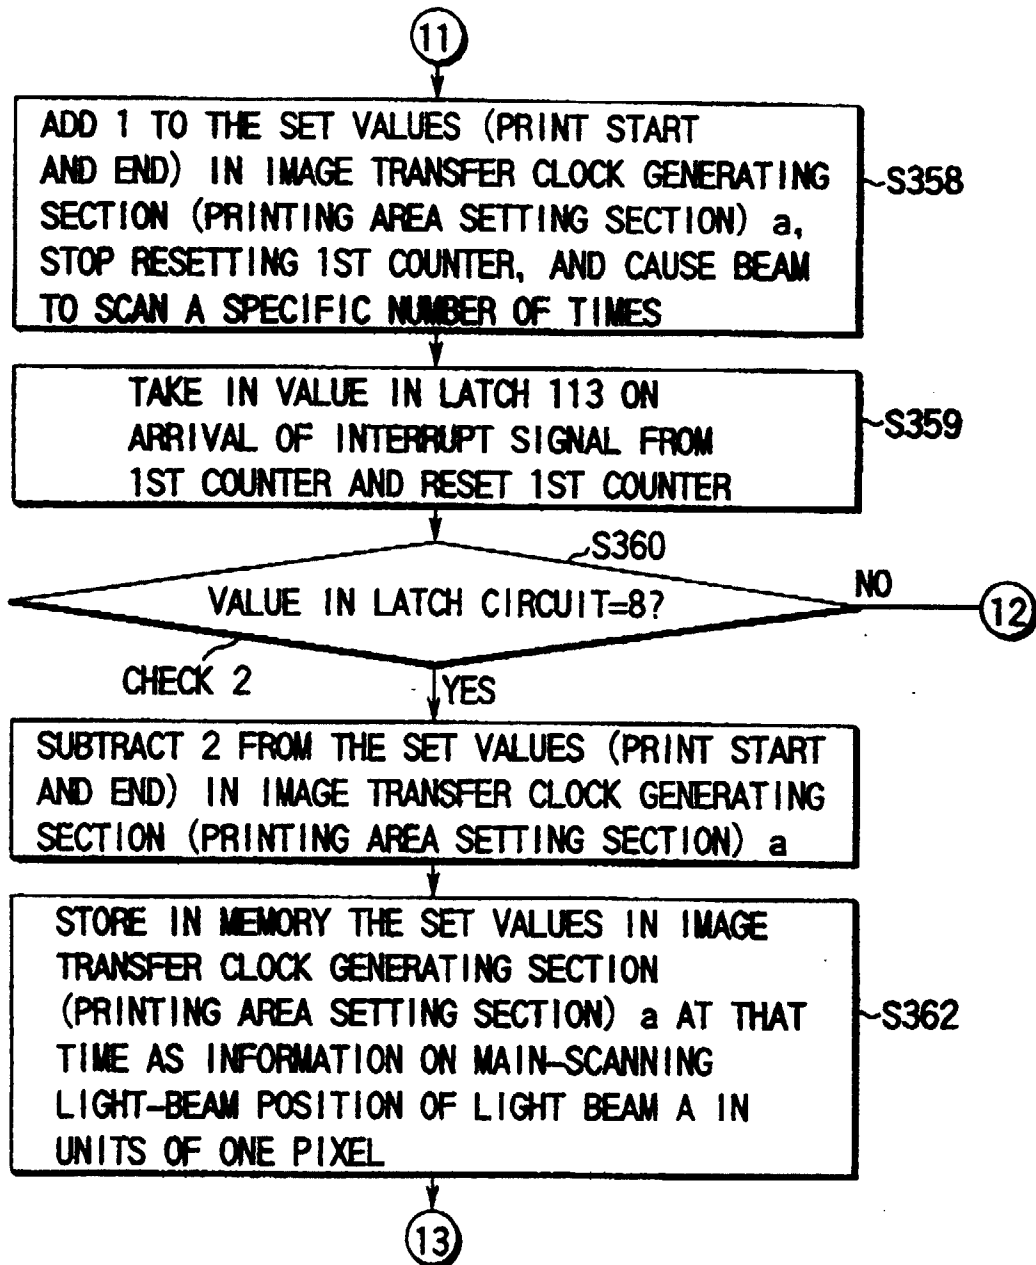 11
ADD 1 TO THE SET VALUES (PRINT START
AND END) IN IMAGE TRANSFER CLOCK GENERATING
SECTION (PRINTING AREA SETTING SECTION) a,
STOP RESETTING 1ST COUNTER, AND CAUSE BEAM
TO SCAN A SPECIFIC NUMBER OF TIMES
S358
TAKE IN VALUE IN LATCH 113 ON
ARRIVAL OF INTERRUPT SIGNAL FROM
1ST COUNTER AND RESET 1ST COUNTER
S359
S360
VALUE IN LATCH CIRCUIT=8?
NO
12
CHECK 2
YES
SUBTRACT 2 FROM THE SET VALUES (PRINT START
AND END) IN IMAGE TRANSFER CLOCK GENERATING
SECTION (PRINTING AREA SETTING SECTION) a
STORE IN MEMORY THE SET VALUES IN IMAGE
TRANSFER CLOCK GENERATING SECTION
(PRINTING AREA SETTING SECTION) a AT THAT
TIME AS INFORMATION ON MAIN-SCANNING
LIGHT-BEAM POSITION OF LIGHT BEAM A IN
UNITS OF ONE PIXEL
S362
13